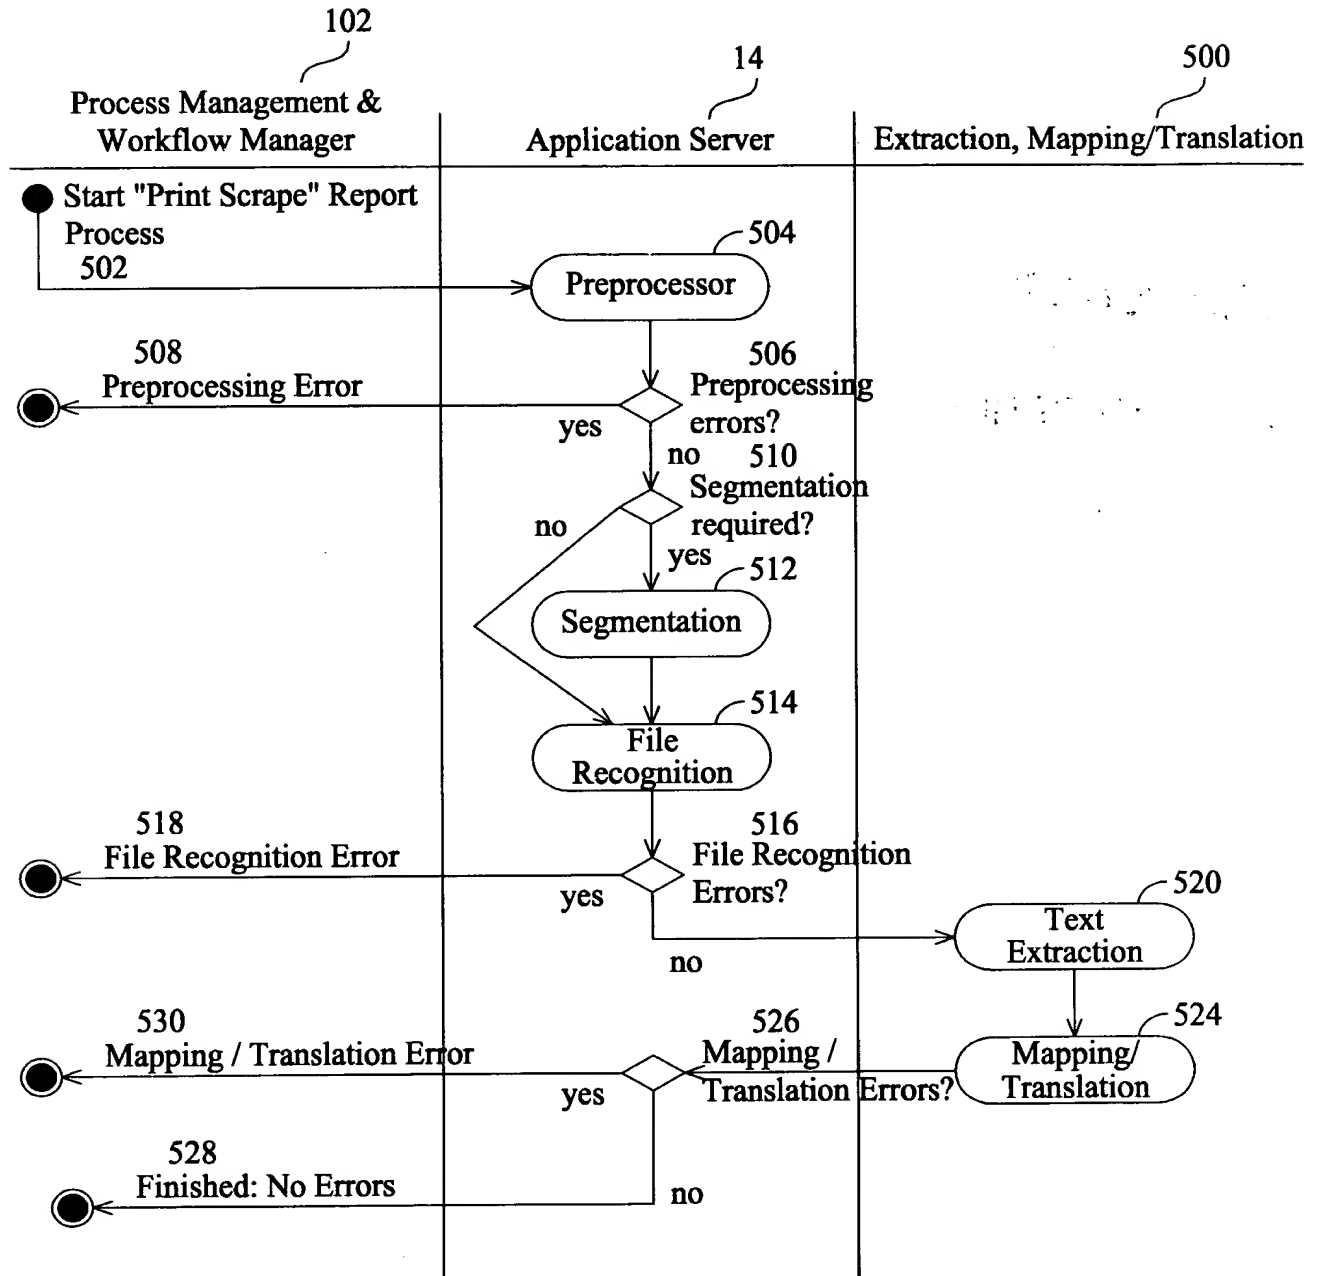 102
14
500
Process Management &
Workflow Manager
Application Server
Extraction, Mapping/Translation
Start "Print Scrape" Report
Process
502
504
Preprocessor
508
Preprocessing Error
506
Preprocessing
errors?
yes
no
510
Segmentation
required?
no
yes
512
Segmentation
514
File
Recognition
518
File Recognition Error
516
File Recognition
Errors?
yes
no
520
Text
Extraction
524
Mapping/
Translation
530
Mapping / Translation Error
526
Mapping /
Translation Errors?
yes
528
Finished: No Errors
no